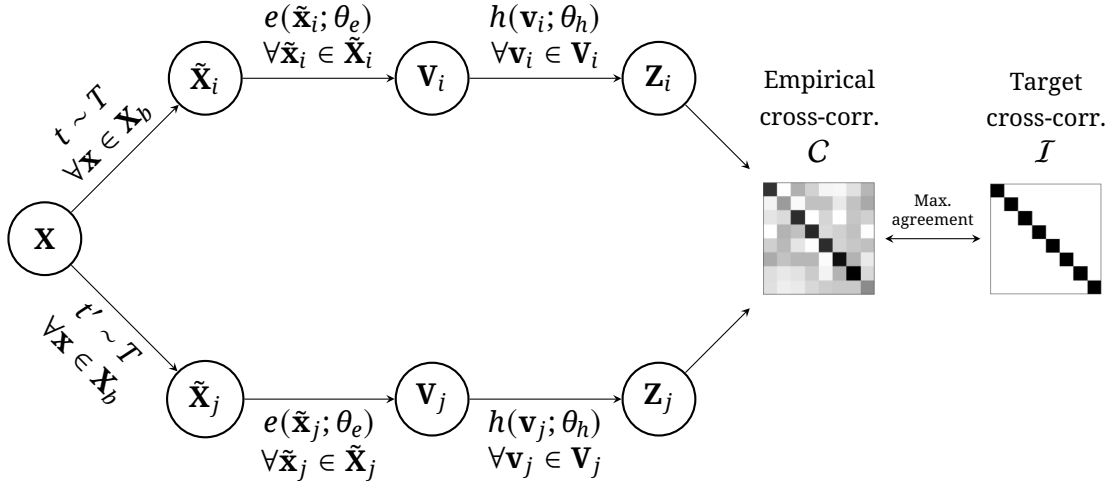 e(x̃ᵢ; θₑ)
∀x̃ᵢ ∈ X̃ᵢ
h(vᵢ; θₕ)
∀vᵢ ∈ Vᵢ
X̃ᵢ
Vᵢ
Zᵢ
t ~ T
∀x ∈ X_b
Empirical
cross-corr.
𝒞
Target
cross-corr.
ℐ
X
Max.
agreement
t′ ~ T
∀x ∈ X_b
X̃ⱼ
Vⱼ
Zⱼ
e(x̃ⱼ; θₑ)
∀x̃ⱼ ∈ X̃ⱼ
h(vⱼ; θₕ)
∀vⱼ ∈ Vⱼ